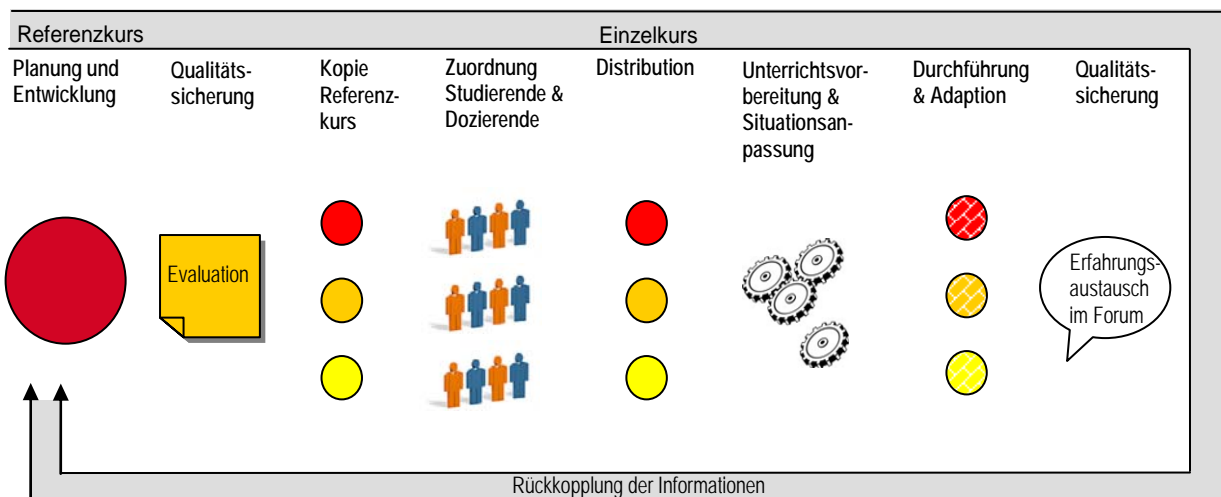 Referenzkurs
Einzelkurs
Planung und
Entwicklung
Qualitäts-
sicherung
Kopie
Referenz-
kurs
Zuordnung
Studierende &
Dozierende
Distribution
Unterrichtsvor-
bereitung &
Situationsan-
passung
Durchführung
& Adaption
Qualitäts-
sicherung
Evaluation
Erfahrungs-
austausch
im Forum
Rückkopplung der Informationen